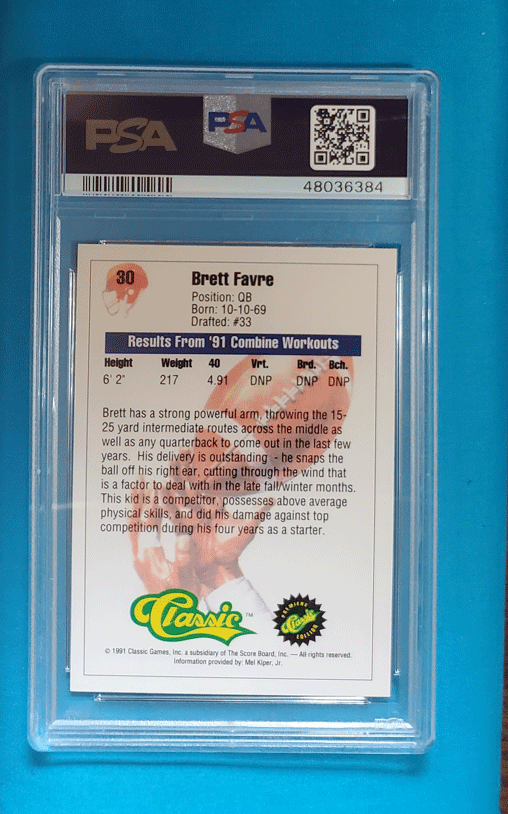 PSA
PSA
48036384
30
Brett Favre
Position: QB
Born: 10-10-69
Drafted: #33
Results From '91 Combine Workouts
Height Weight 40 Vrt. Brd. Bch.
6' 2" 217 4.91 DNP DNP DNP
Brett has a strong powerful arm, throwing the 15-
25 yard intermediate routes across the middle as
well as any quarterback to come out in the last few
years. His delivery is outstanding - he snaps the
ball off his right ear, cutting through the wind that
is a factor to deal with in the late fall/winter months.
This kid is a competitor, possesses above average
physical skills, and did his damage against top
competition during his four years as a starter.
Classic™
PREMIERE
Classic
EDITION
© 1991 Classic Games, Inc. a subsidiary of The Score Board, Inc. — All rights reserved.
Information provided by: Mel Kiper, Jr.